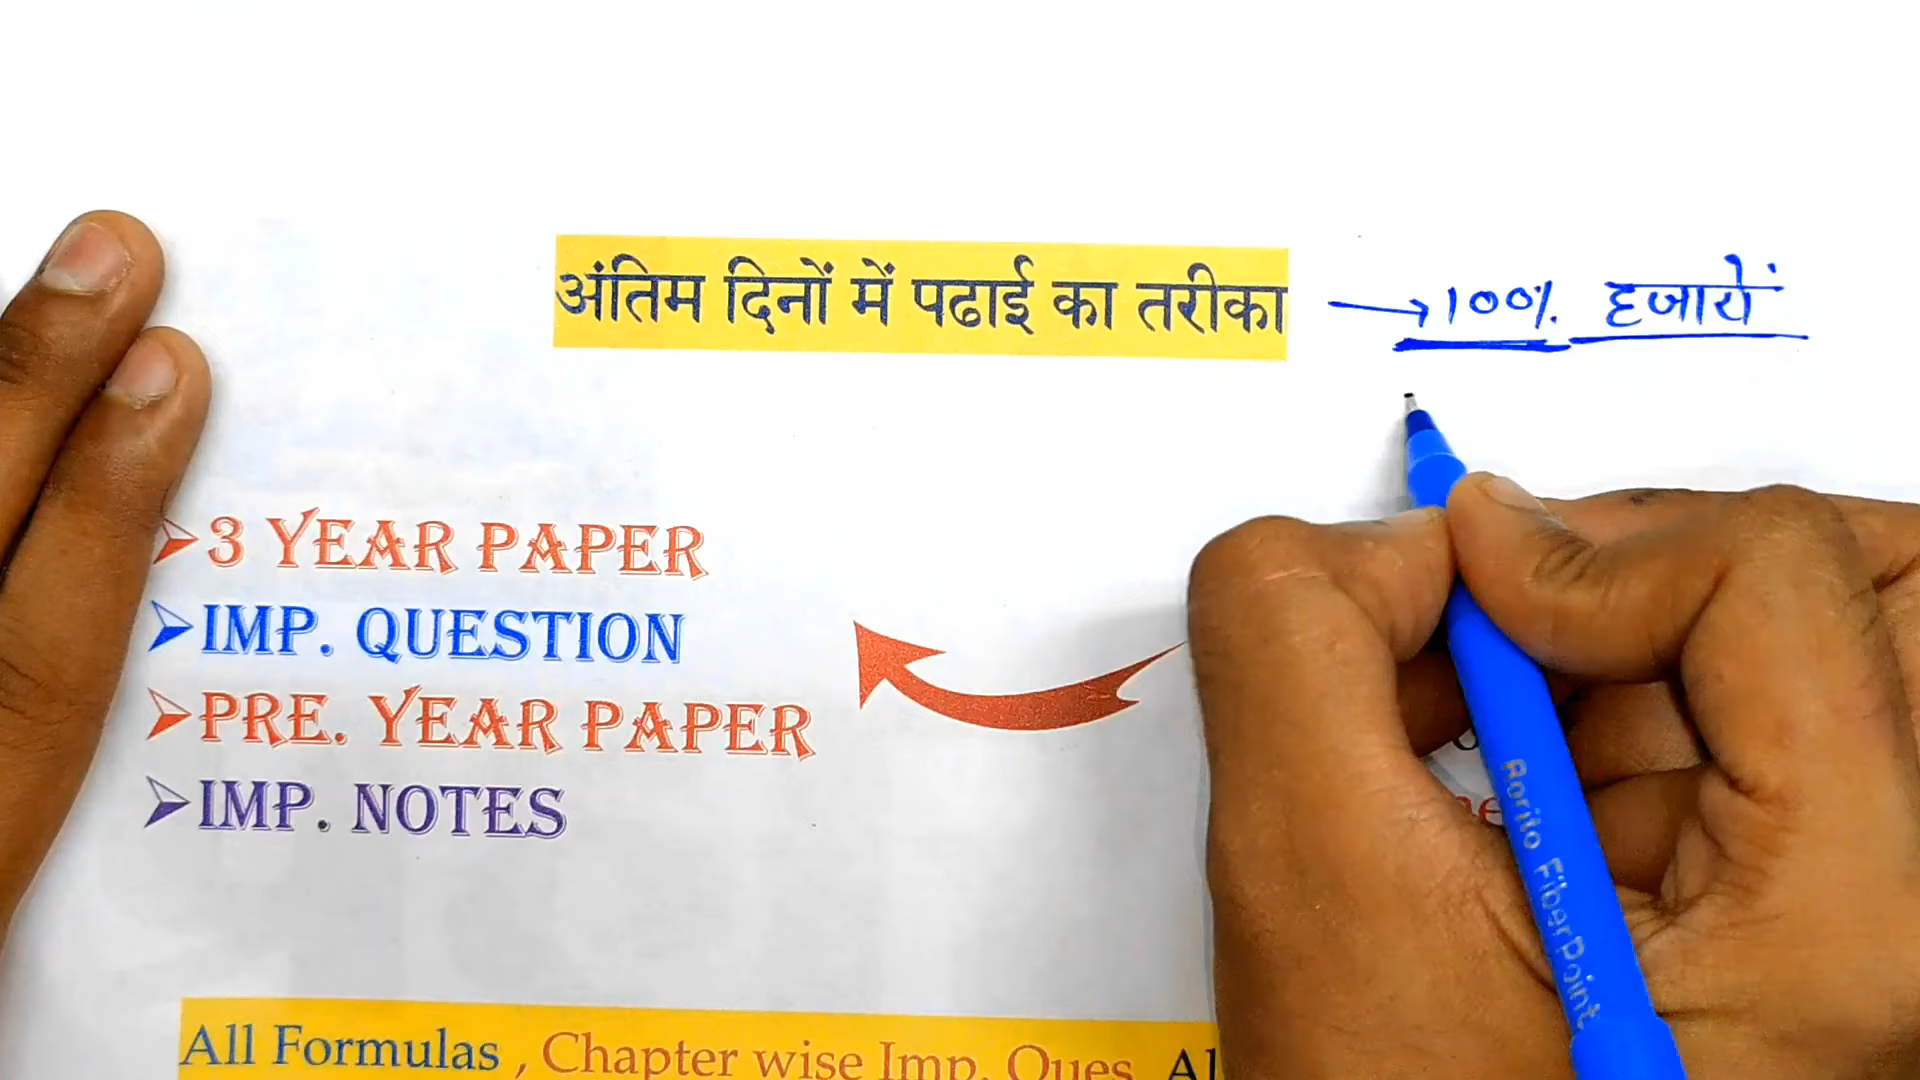 अंतिम दिनों में पढाई का तरीका → 100%
3 YEAR PAPER
IMP. QUESTION
PRE. YEAR PAPER
IMP. NOTES
Rorito FiberPoint
All Formulas , Chapter wise Imp. Ques